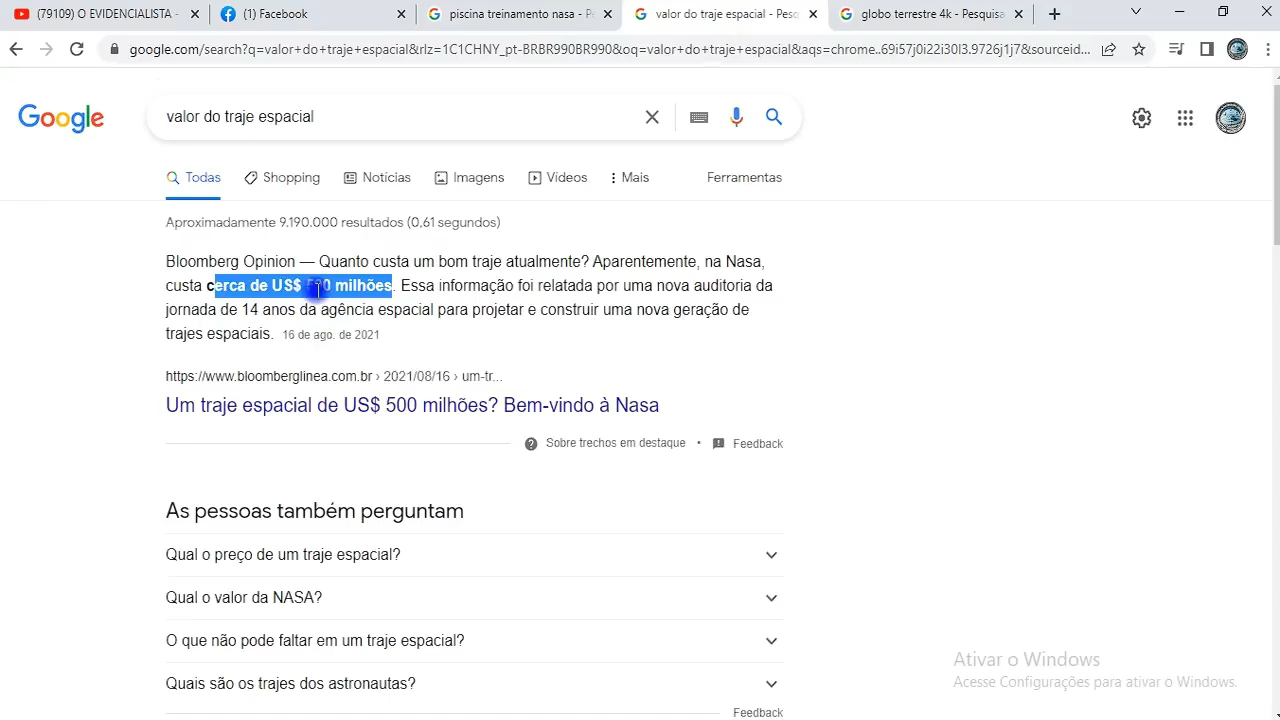 (79109) O EVIDENCIALISTA -
(1) Facebook
piscina treinamento nasa - Pe
valor do traje espacial - Pesq
globo terrestre 4k - Pesquisa
google.com/search?q=valor+do+traje+espacial&rlz=1C1CHNY_pt-BRBR990BR990&oq=valor+do+traje+espacial&aqs=chrome..69i57j0i22i30l3.9726j1j7&sourceid...
Google
valor do traje espacial
Todas
Shopping
Notícias
Imagens
Vídeos
Mais
Ferramentas
Aproximadamente 9.190.000 resultados (0,61 segundos)
Bloomberg Opinion — Quanto custa um bom traje atualmente? Aparentemente, na Nasa,
custa cerca de US$ 500 milhões. Essa informação foi relatada por uma nova auditoria da
jornada de 14 anos da agência espacial para projetar e construir uma nova geração de
trajes espaciais. 16 de ago. de 2021
https://www.bloomberglinea.com.br › 2021/08/16 › um-tr...
Um traje espacial de US$ 500 milhões? Bem-vindo à Nasa
Sobre trechos em destaque • Feedback
As pessoas também perguntam
Qual o preço de um traje espacial?
Qual o valor da NASA?
O que não pode faltar em um traje espacial?
Quais são os trajes dos astronautas?
Feedback
Ativar o Windows
Acesse Configurações para ativar o Windows.